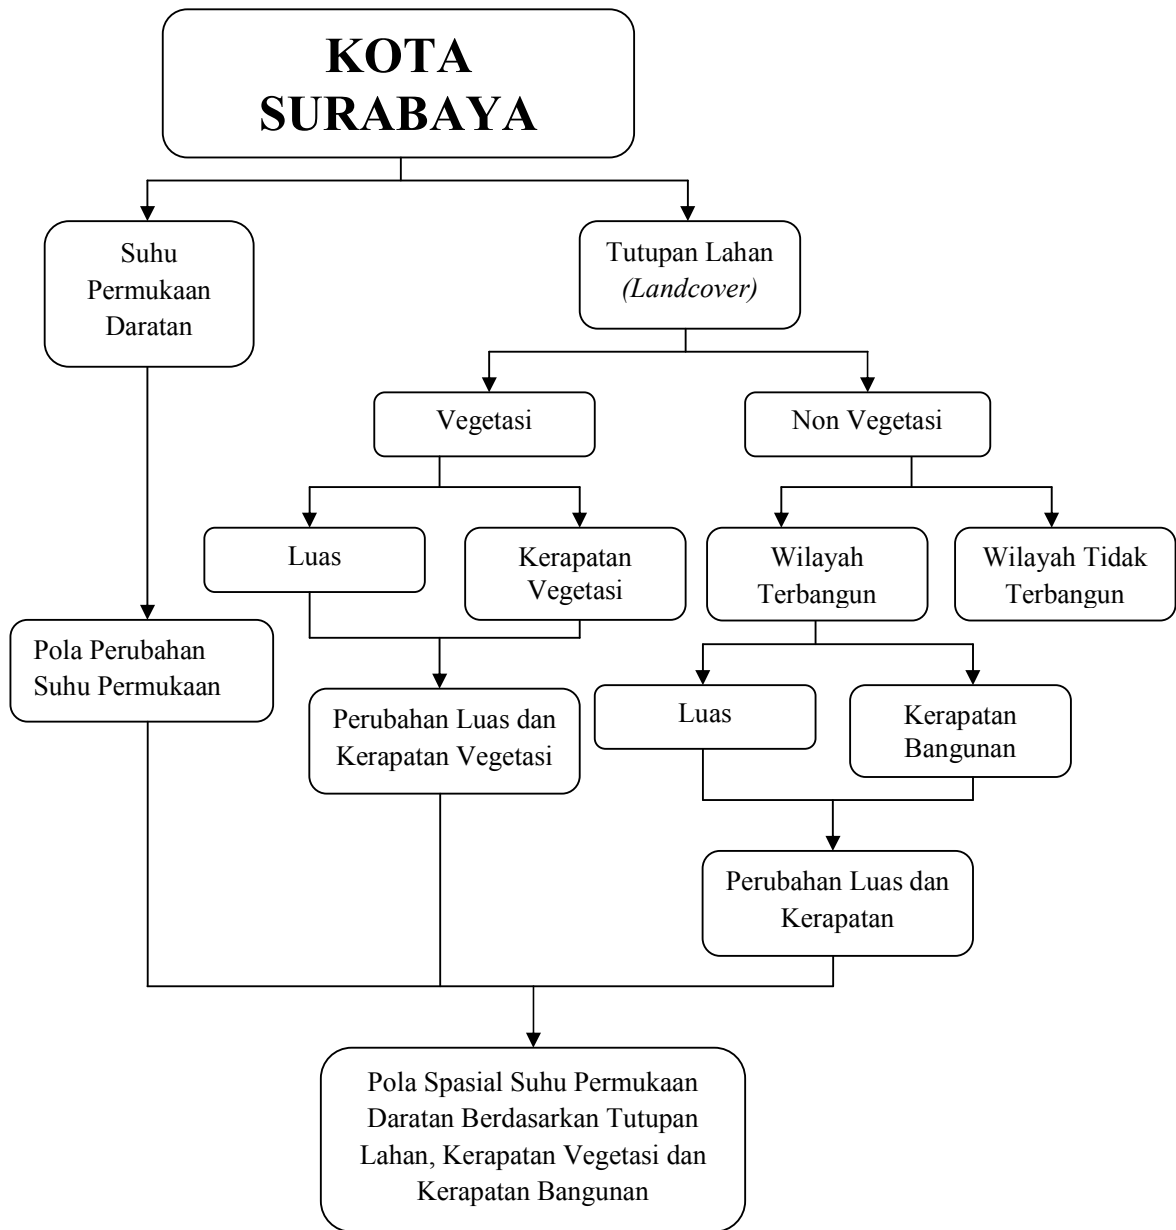 KOTA
SURABAYA
Suhu
Permukaan
Daratan
Tutupan Lahan
(Landcover)
Vegetasi
Non Vegetasi
Luas
Kerapatan
Vegetasi
Wilayah
Terbangun
Wilayah Tidak
Terbangun
Pola Perubahan
Suhu Permukaan
Perubahan Luas dan
Kerapatan Vegetasi
Luas
Kerapatan
Bangunan
Perubahan Luas dan
Kerapatan
Pola Spasial Suhu Permukaan
Daratan Berdasarkan Tutupan
Lahan, Kerapatan Vegetasi dan
Kerapatan Bangunan